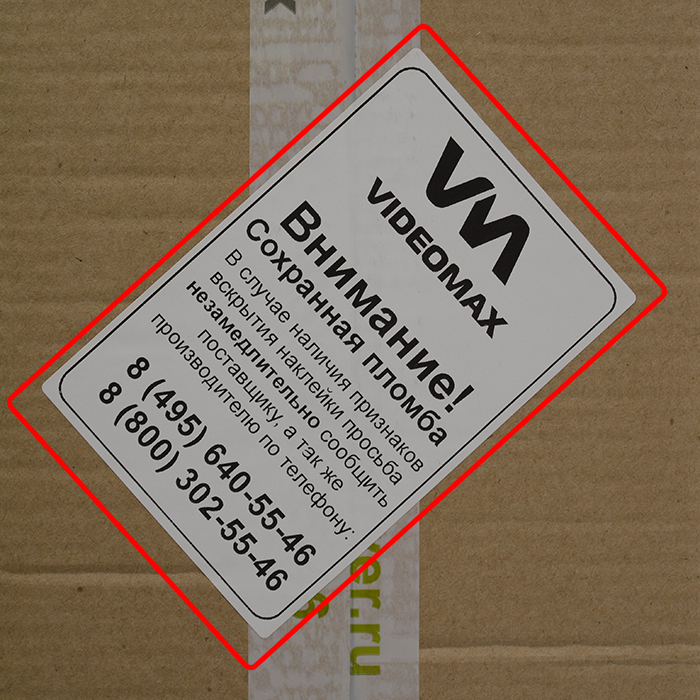 VIDEOMAX
Внимание!
Сохранная пломба
В случае наличия признаков
вскрытия наклейки просьба
незамедлительно сообщить
поставщику, а так же
производителю по телефону:
8 (495) 640-55-46
8 (800) 302-55-46
er.ru